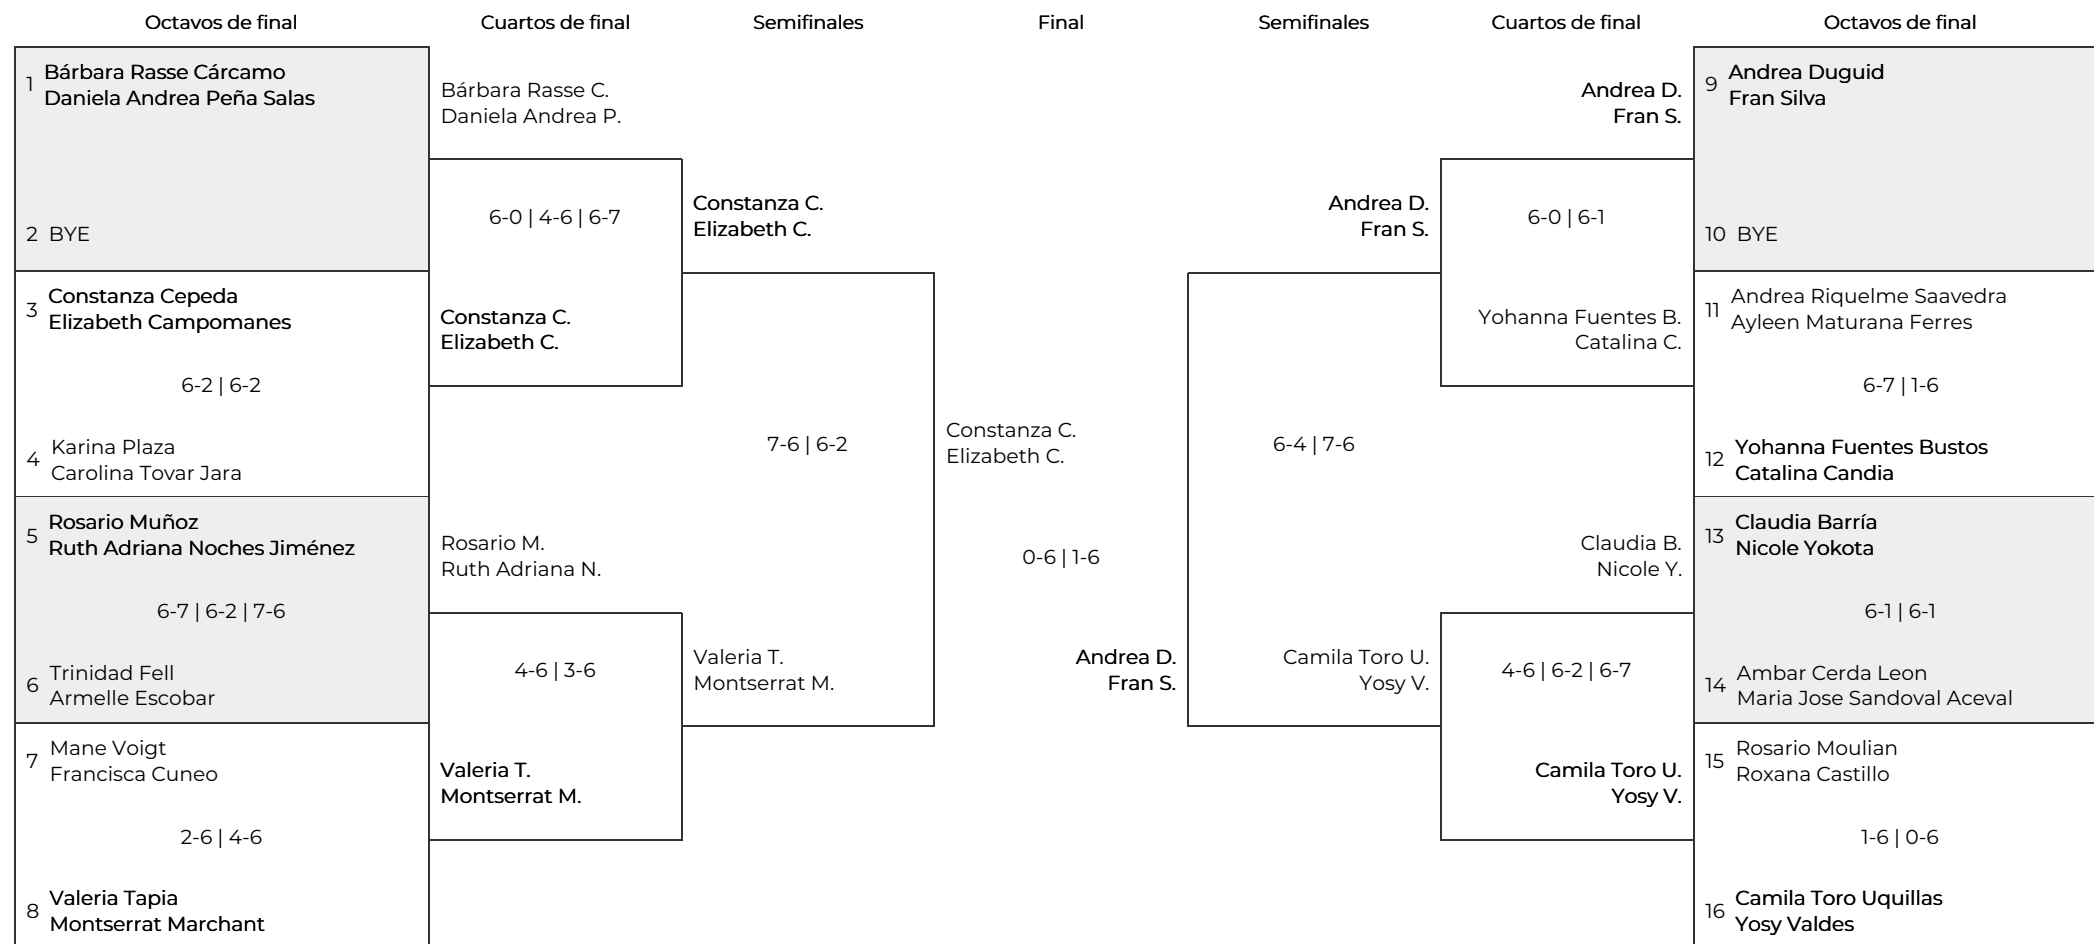 Octavos de final
Cuartos de final
Semifinales
Final
Semifinales
Cuartos de final
Octavos de final
1
Bárbara Rasse Cárcamo
Daniela Andrea Peña Salas
2 BYE
3
Constanza Cepeda
Elizabeth Campomanes
6-2 | 6-2
4
Karina Plaza
Carolina Tovar Jara
5
Rosario Muñoz
Ruth Adriana Noches Jiménez
6-7 | 6-2 | 7-6
6
Trinidad Fell
Armelle Escobar
7
Mane Voigt
Francisca Cuneo
2-6 | 4-6
8
Valeria Tapia
Montserrat Marchant
Bárbara Rasse C.
Daniela Andrea P.
6-0 | 4-6 | 6-7
Constanza C.
Elizabeth C.
Rosario M.
Ruth Adriana N.
4-6 | 3-6
Valeria T.
Montserrat M.
Constanza C.
Elizabeth C.
7-6 | 6-2
Valeria T.
Montserrat M.
Constanza C.
Elizabeth C.
0-6 | 1-6
Andrea D.
Fran S.
Andrea D.
Fran S.
6-4 | 7-6
Camila Toro U.
Yosy V.
Andrea D.
Fran S.
6-0 | 6-1
Yohanna Fuentes B.
Catalina C.
Claudia B.
Nicole Y.
4-6 | 6-2 | 6-7
Camila Toro U.
Yosy V.
9
Andrea Duguid
Fran Silva
10 BYE
11
Andrea Riquelme Saavedra
Ayleen Maturana Ferres
6-7 | 1-6
12
Yohanna Fuentes Bustos
Catalina Candia
13
Claudia Barría
Nicole Yokota
6-1 | 6-1
14
Ambar Cerda Leon
Maria Jose Sandoval Aceval
15
Rosario Moulian
Roxana Castillo
1-6 | 0-6
16
Camila Toro Uquillas
Yosy Valdes